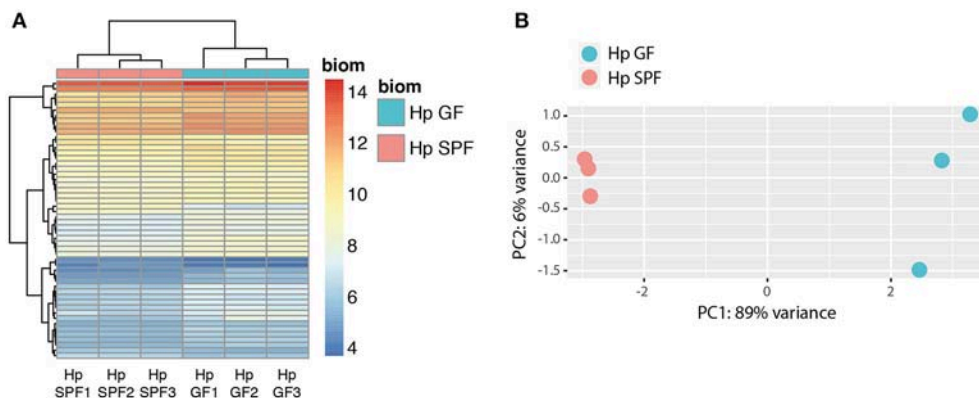 A
biom
14
12
10
8
6
4
biom
Hp GF
Hp SPF
Hp SPF1
Hp SPF2
Hp SPF3
Hp GF1
Hp GF2
Hp GF3
B
Hp GF
Hp SPF
PC2: 6% variance
1.0
0.5
0.0
-0.5
-1.0
-1.5
-2
0
2
PC1: 89% variance